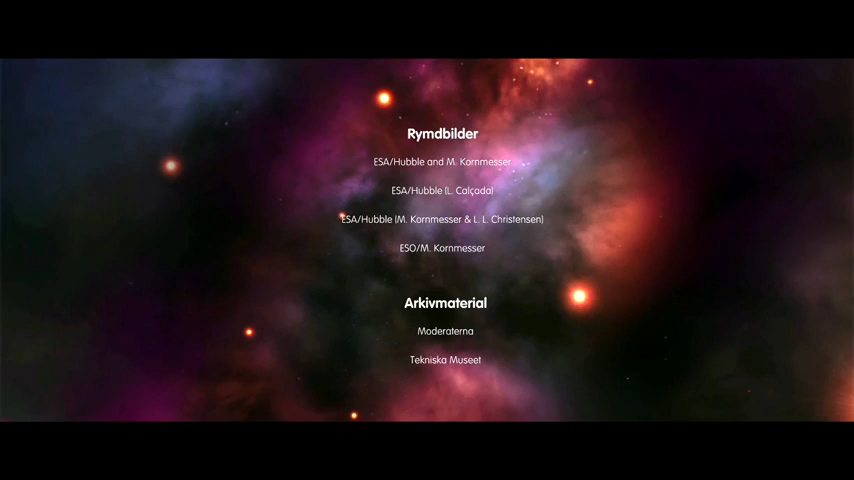 Rymdbilder
ESA/Hubble and M. Kornmesser
ESA/Hubble (L. Calçada)
ESA/Hubble (M. Kornmesser & L. L. Christensen)
ESO/M. Kornmesser
Arkivmaterial
Moderaterna
Tekniska Museet